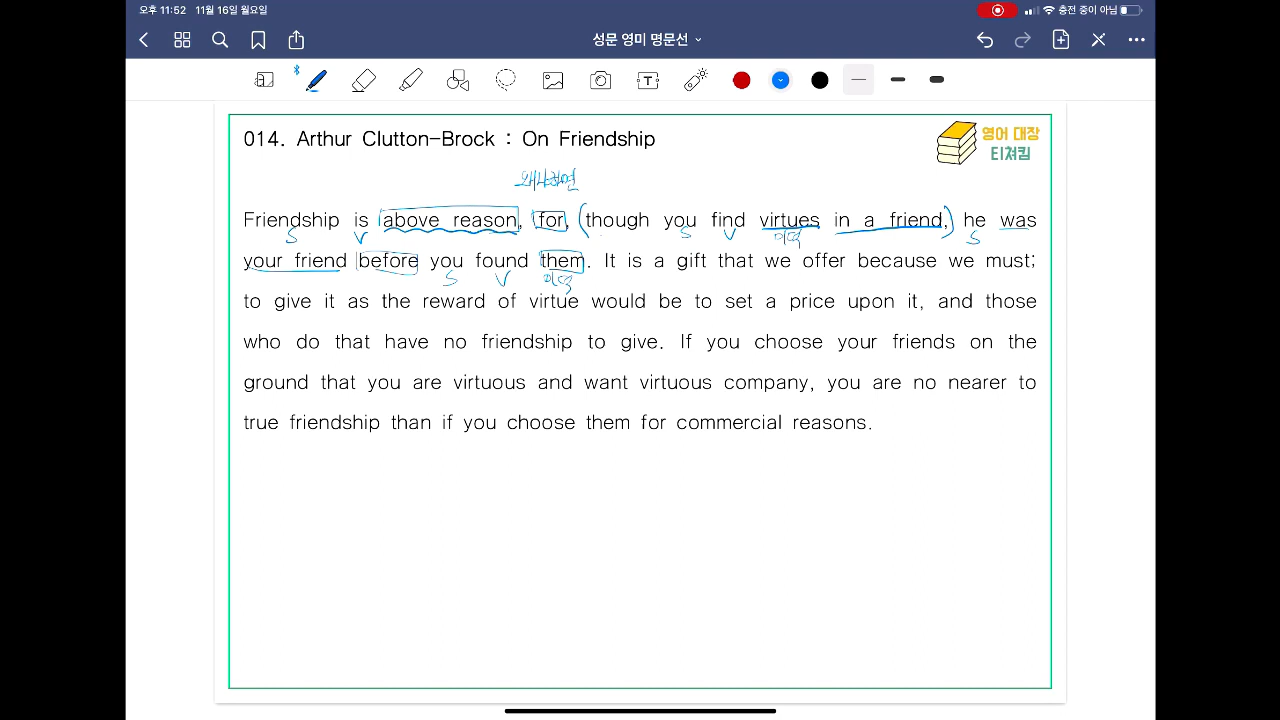 오후 11:52 11월 16일 월요일
충전 중이 아님
성문 영미 명문선
014. Arthur Clutton-Brock : On Friendship
영어 대장
티쳐킴
왜냐하면
Friendship is above reason, for, (though you find virtues in a friend,) he was
S V S V 미덕 S
your friend before you found them. It is a gift that we offer because we must;
S V 미덕
to give it as the reward of virtue would be to set a price upon it, and those
who do that have no friendship to give. If you choose your friends on the
ground that you are virtuous and want virtuous company, you are no nearer to
true friendship than if you choose them for commercial reasons.